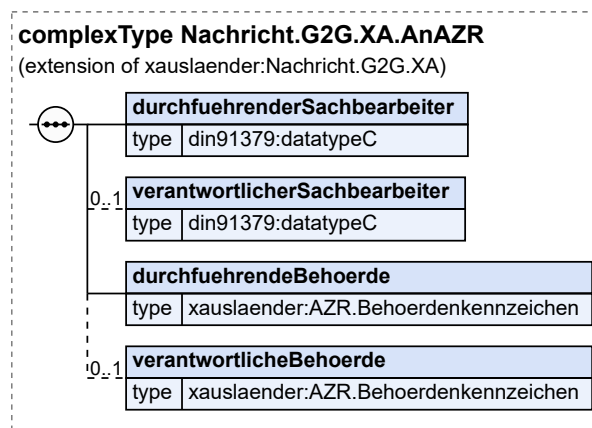 complexType Nachricht.G2G.XA.AnAZR
(extension of xauslaender:Nachricht.G2G.XA)
durchfuehrenderSachbearbeiter
type din91379:datatypeC
0..1 verantwortlicherSachbearbeiter
type din91379:datatypeC
durchfuehrendeBehoerde
type xauslaender:AZR.Behoerdenkennzeichen
0..1 verantwortlicheBehoerde
type xauslaender:AZR.Behoerdenkennzeichen